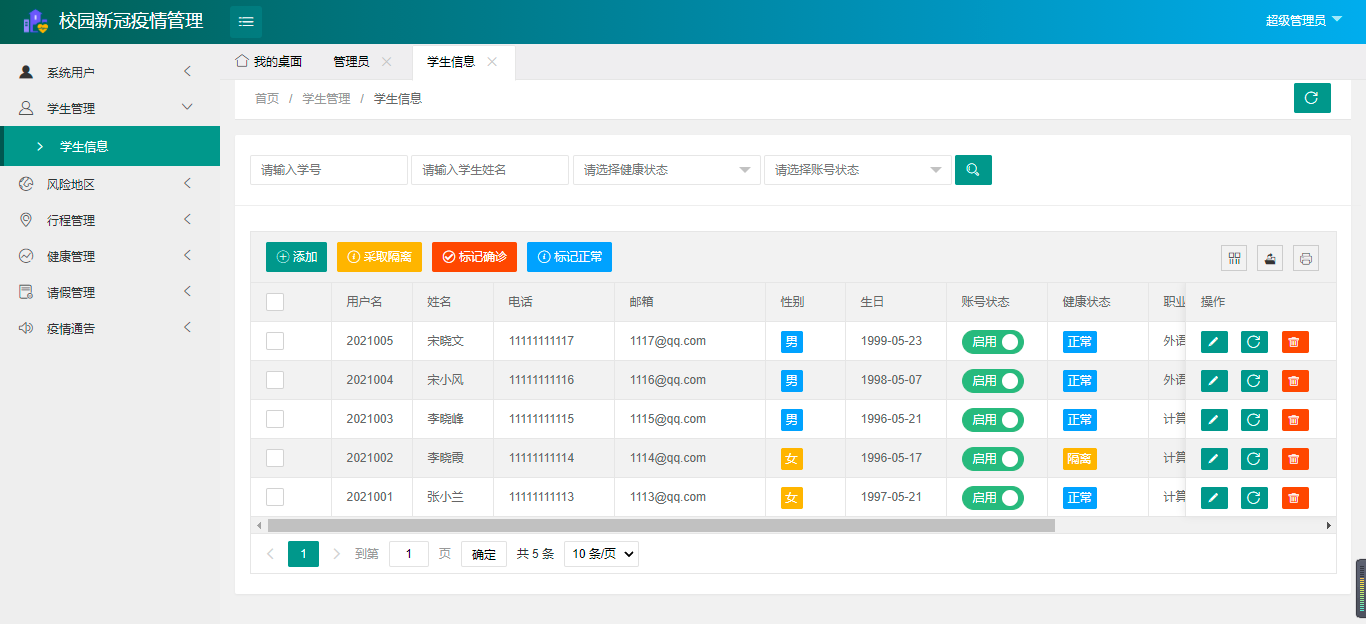 校园新冠疫情管理
超级管理员
系统用户
学生管理
学生信息
风险地区
行程管理
健康管理
请假管理
疫情通告
我的桌面 管理员 学生信息
首页 / 学生管理 / 学生信息
请输入学号 请输入学生姓名 请选择健康状态 请选择账号状态
添加 采取隔离 标记确诊 标记正常
用户名 姓名 电话 邮箱 性别 生日 账号状态 健康状态 职业 操作
2021005 宋晓文 11111111117 1117@qq.com 男 1999-05-23 启用 正常 外语
2021004 宋小风 11111111116 1116@qq.com 男 1998-05-07 启用 正常 外语
2021003 李晓峰 11111111115 1115@qq.com 男 1996-05-21 启用 正常 计算
2021002 李晓霞 11111111114 1114@qq.com 女 1996-05-17 启用 隔离 计算
2021001 张小兰 11111111113 1113@qq.com 女 1997-05-21 启用 正常 计算
1 到第 1 页 确定 共 5 条 10 条/页